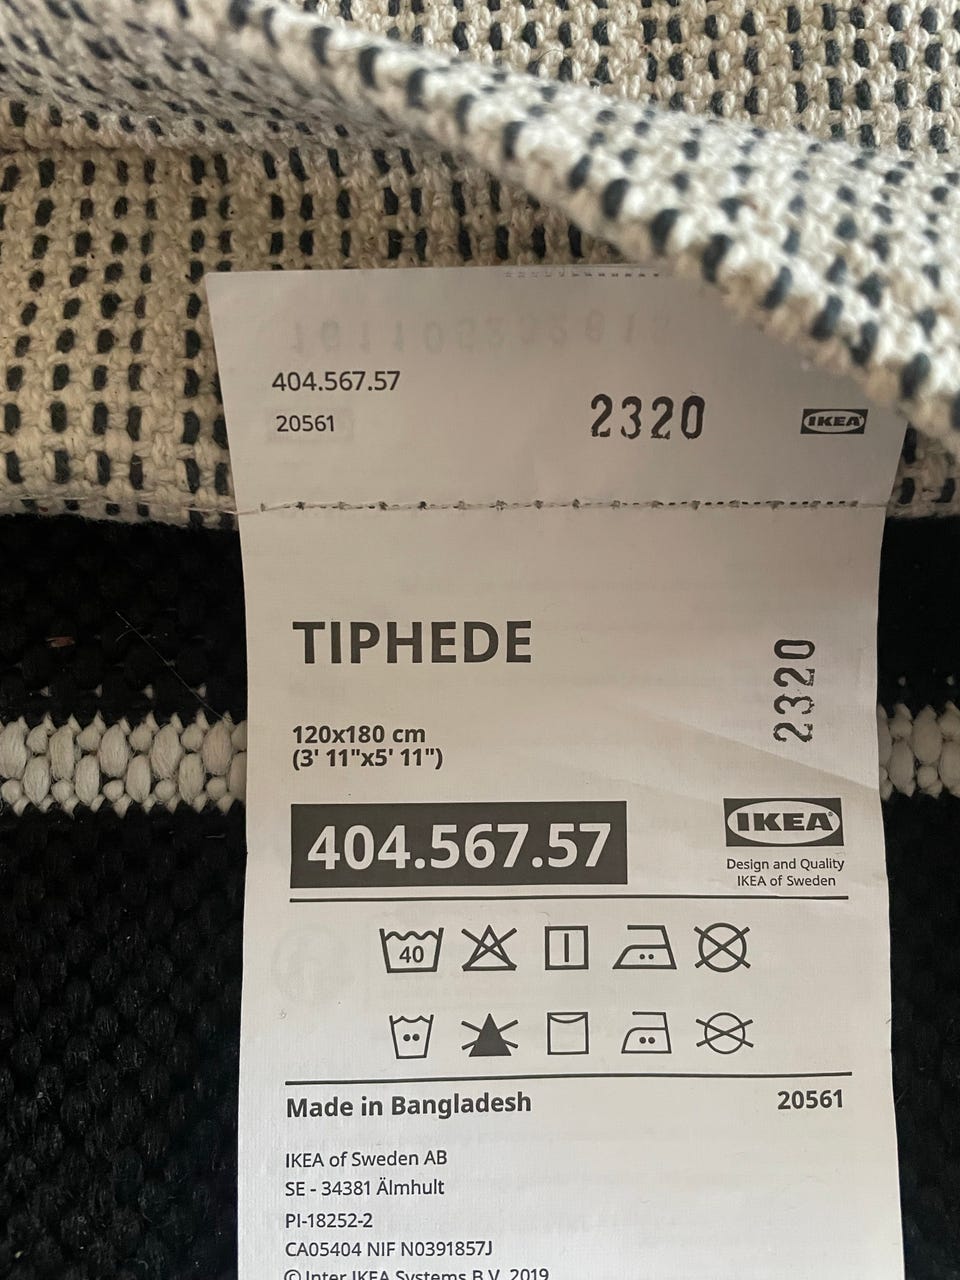 404.567.57
20561
2320
IKEA
TIPHEDE
2320
120x180 cm
(3' 11"x5' 11")
404.567.57
IKEA
Design and Quality
IKEA of Sweden
40
Made in Bangladesh
20561
IKEA of Sweden AB
SE - 34381 Älmhult
PI-18252-2
CA05404 NIF N0391857J
© Inter IKEA Systems B.V. 2019